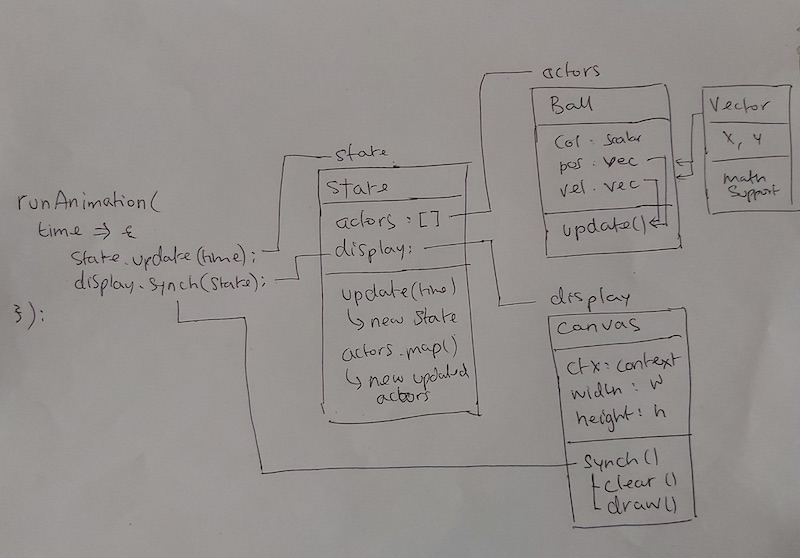 runAnimation(
time => {
state.update(time);
display.synch(state);
});
state
State
actors : []
display:
update(time)
↳ new state
actors.map()
↳ new updated
actors
actors
Ball
col : scalar
pos : vec
vel : vec
update()
Vector
x, y
math
support
display
Canvas
ctx : context
width : w
height : h
synch()
clear()
draw()